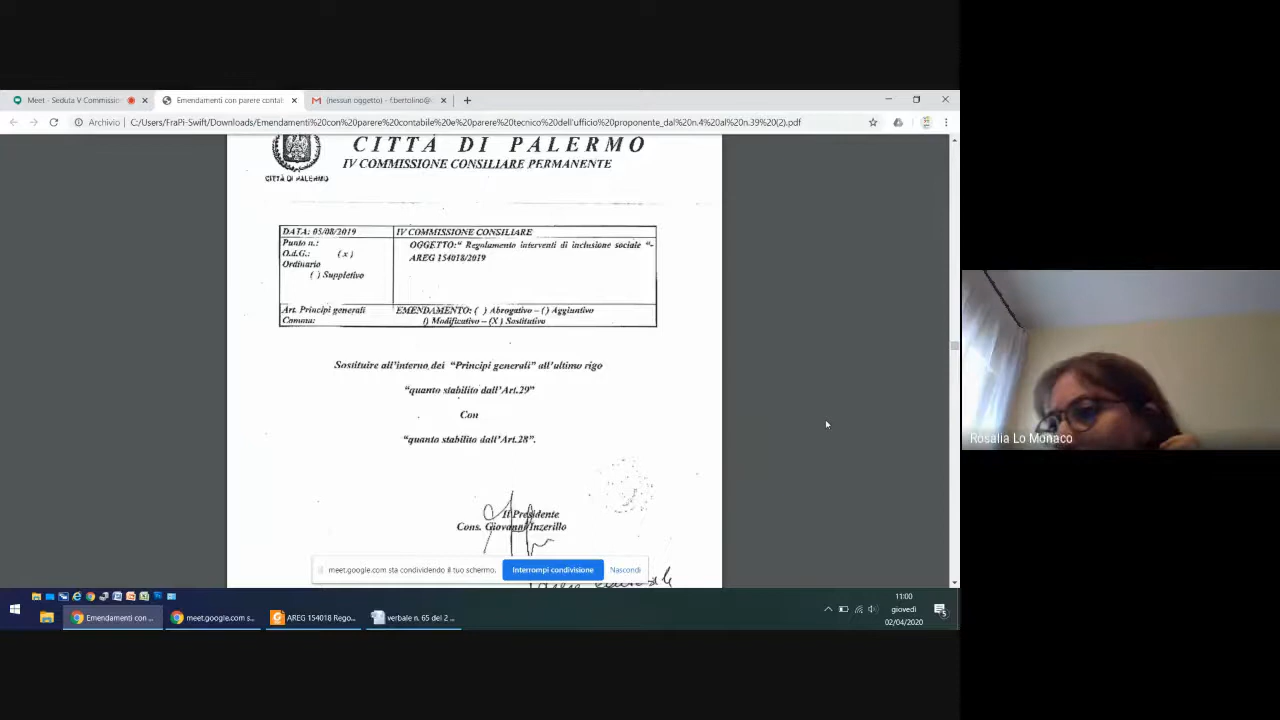 Meet - Seduta V Commission
Emendamenti con parere contab
(nessun oggetto) - f.bertolino@
Archivio
C:/Users/FraPi-Swift/Downloads/Emendamenti%20con%20parere%20contabile%20e%20parere%20tecnico%20dell'ufficio%20proponente_dal%20n.4%20al%20n.39%20(2).pdf
CITTÀ DI PALERMO
IV COMMISSIONE CONSILIARE PERMANENTE
CITTÀ DI PALERMO
DATA: 05/08/2019
IV COMMISSIONE CONSILIARE
Punto n.:
O.d.G.: ( x )
Ordinario
( ) Suppletivo
OGGETTO:“ Regolamento interventi di inclusione sociale “-
AREG 154018/2019
Art. Principi generali
Comma:
EMENDAMENTO: ( ) Abrogativo – ( ) Aggiuntivo
() Modificativo – (X ) Sostitutivo
Sostituire all'interno dei “Principi generali” all'ultimo rigo
“quanto stabilito dall'Art.29”
Con
“quanto stabilito dall'Art.28”.
Il Presidente
Cons. Giovanni Inzerillo
meet.google.com sta condividendo il tuo schermo.
Interrompi condivisione
Nascondi
Rosalia Lo Monaco
Emendamenti con ...
meet.google.com s...
AREG 154018 Rego...
verbale n. 65 del 2 ...
11:00
giovedì
02/04/2020